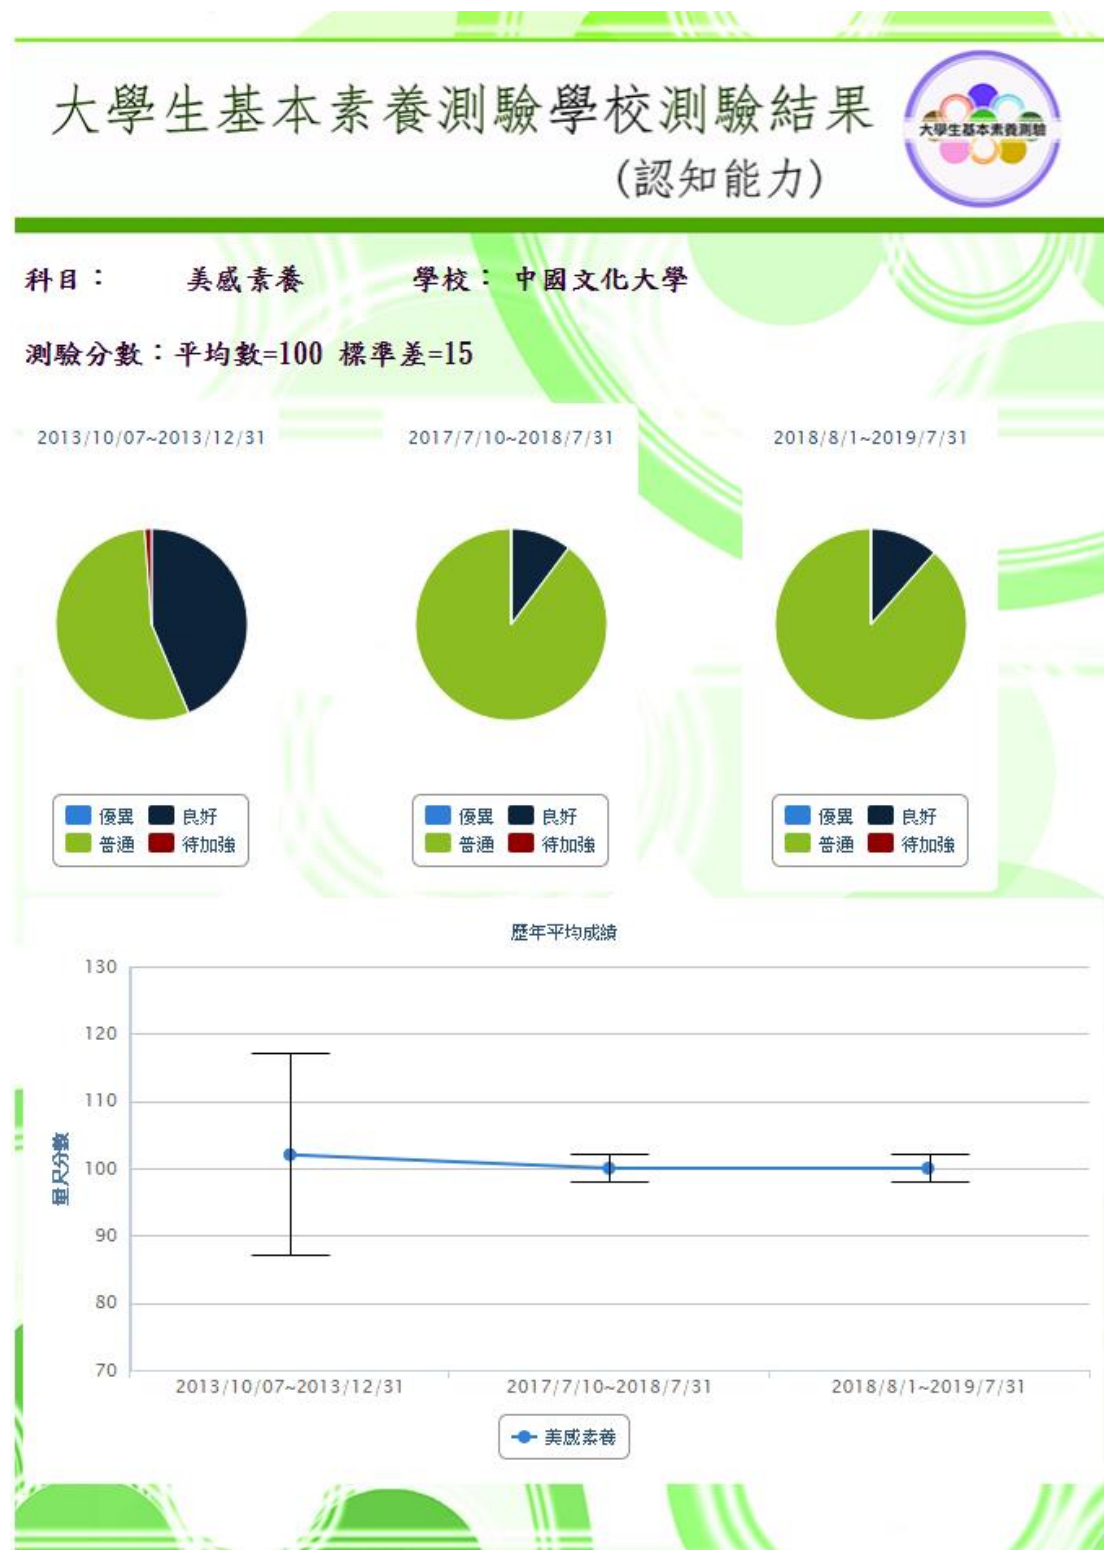 大學生基本素養測驗學校測驗結果
(認知能力)
大學生基本素養測驗
科目： 美感素養 學校： 中國文化大學
測驗分數：平均數=100 標準差=15
2013/10/07~2013/12/31 2017/7/10~2018/7/31 2018/8/1~2019/7/31
優異 良好 優異 良好 優異 良好
普通 待加強 普通 待加強 普通 待加強
歷年平均成績
130
120
110
100
90
80
70
量尺分數
2013/10/07~2013/12/31 2017/7/10~2018/7/31 2018/8/1~2019/7/31
美感素養